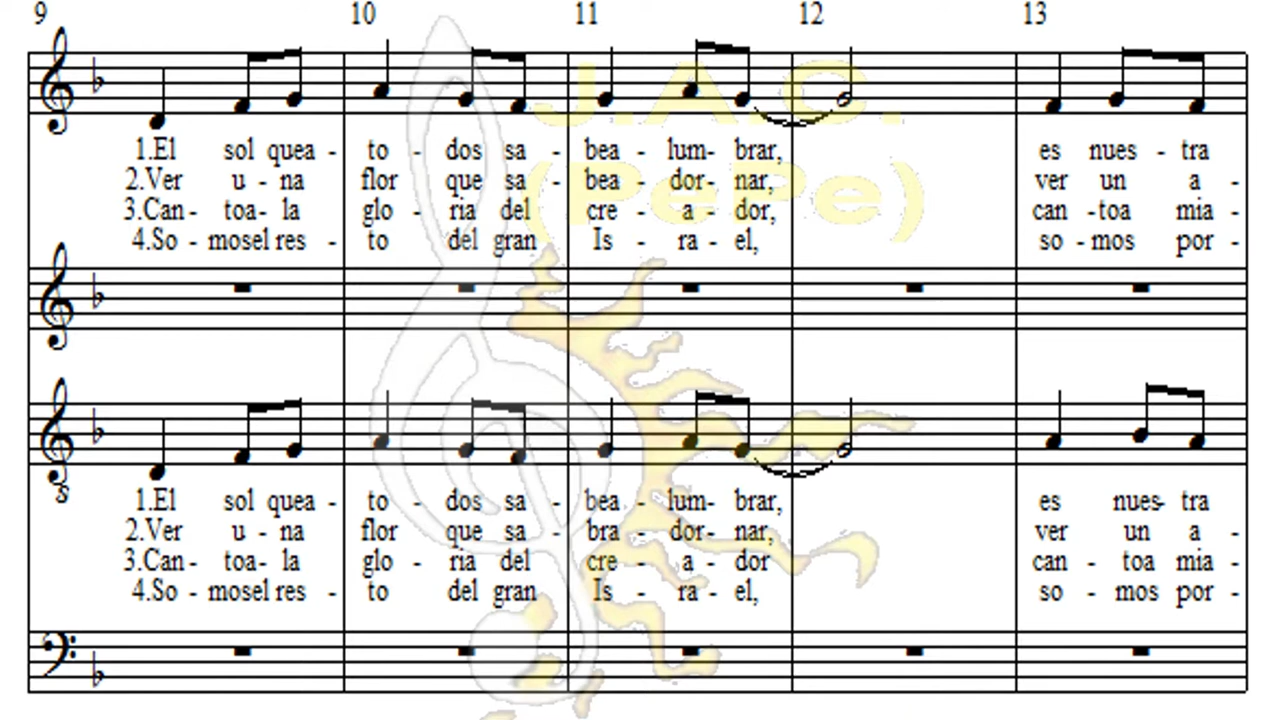 9 10 11 12 13
J.A.C.
(PePe)
1.El sol quea - to - dos sa - bea - lum- brar, es nues - tra
2.Ver u - na flor que sa - bea - dor- nar, ver un a -
3.Can- toa- la glo - ria del cre - a - dor, can -toa mia -
4.So - mosel res - to del gran Is - ra - el, so - mos por -
8
1.El sol quea - to - dos sa - bea - lum- brar, es nues- tra
2.Ver u - na flor que sa - bra - dor- nar, ver un a -
3.Can- toa- la glo - ria del cre - a - dor can - toa mia -
4.So - mosel res - to del gran Is - ra - el, so - mos por -